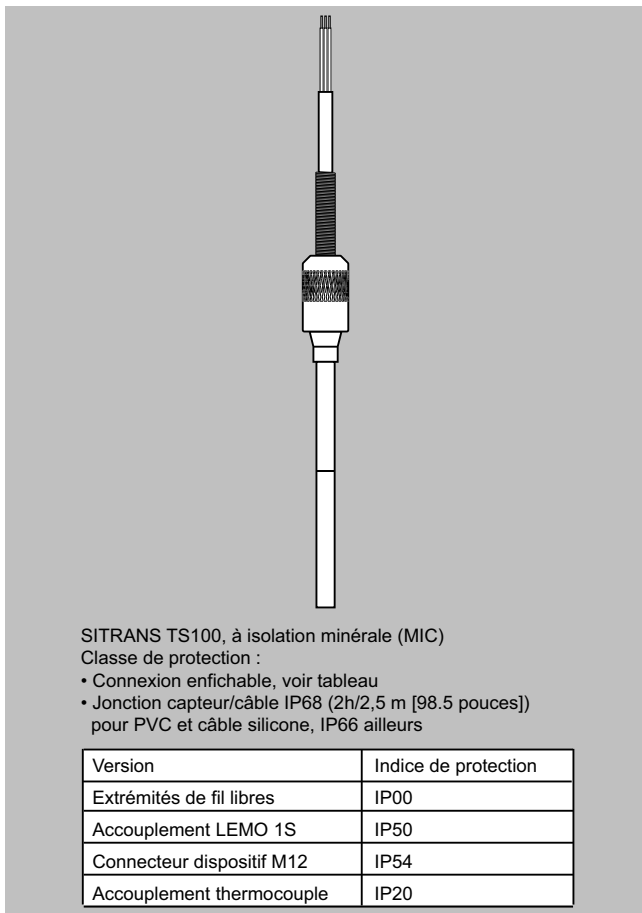 SITRANS TS100, à isolation minérale (MIC)
Classe de protection :
• Connexion enfichable, voir tableau
• Jonction capteur/câble IP68 (2h/2,5 m [98.5 pouces])
pour PVC et câble silicone, IP66 ailleurs
Version Indice de protection
Extrémités de fil libres IP00
Accouplement LEMO 1S IP50
Connecteur dispositif M12 IP54
Accouplement thermocouple IP20